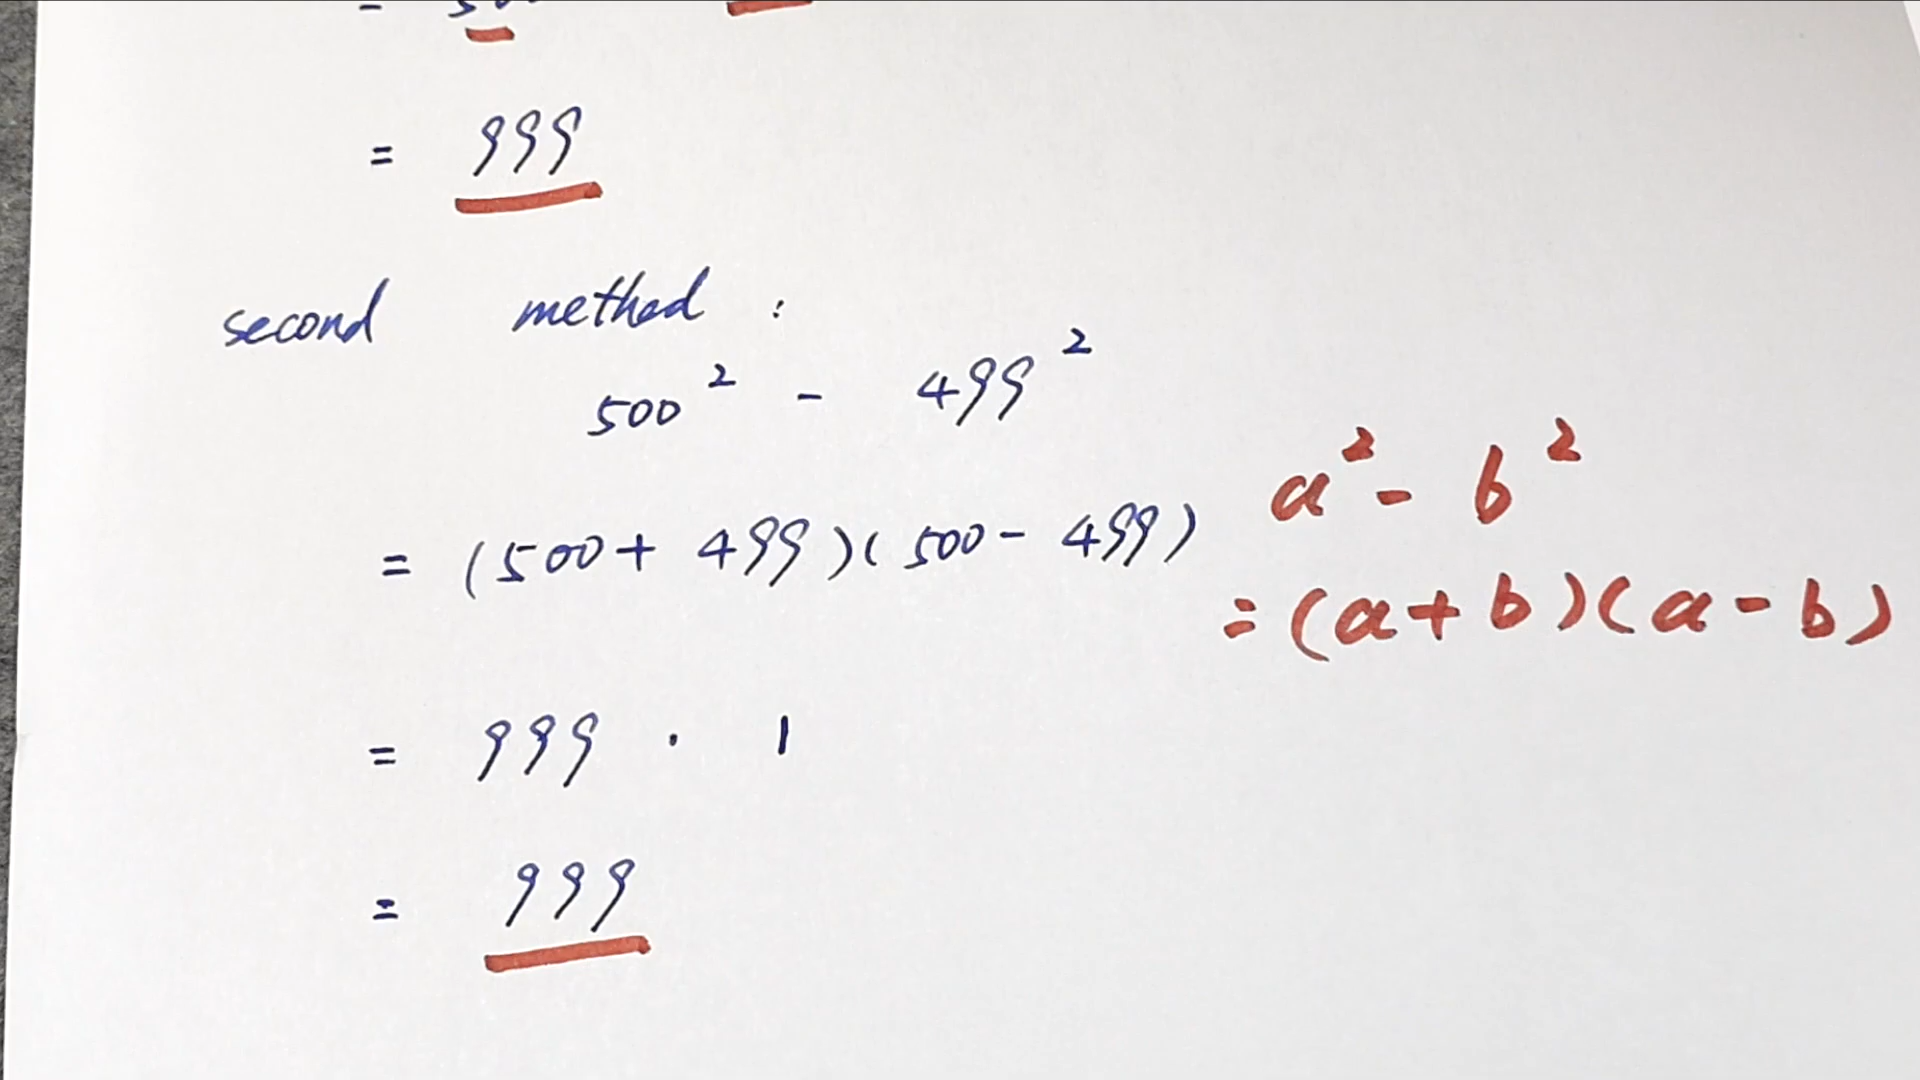 = 999
second method :
500² - 499²
= (500 + 499)(500 - 499)
a² - b²
= (a + b)(a - b)
= 999 · 1
= 999